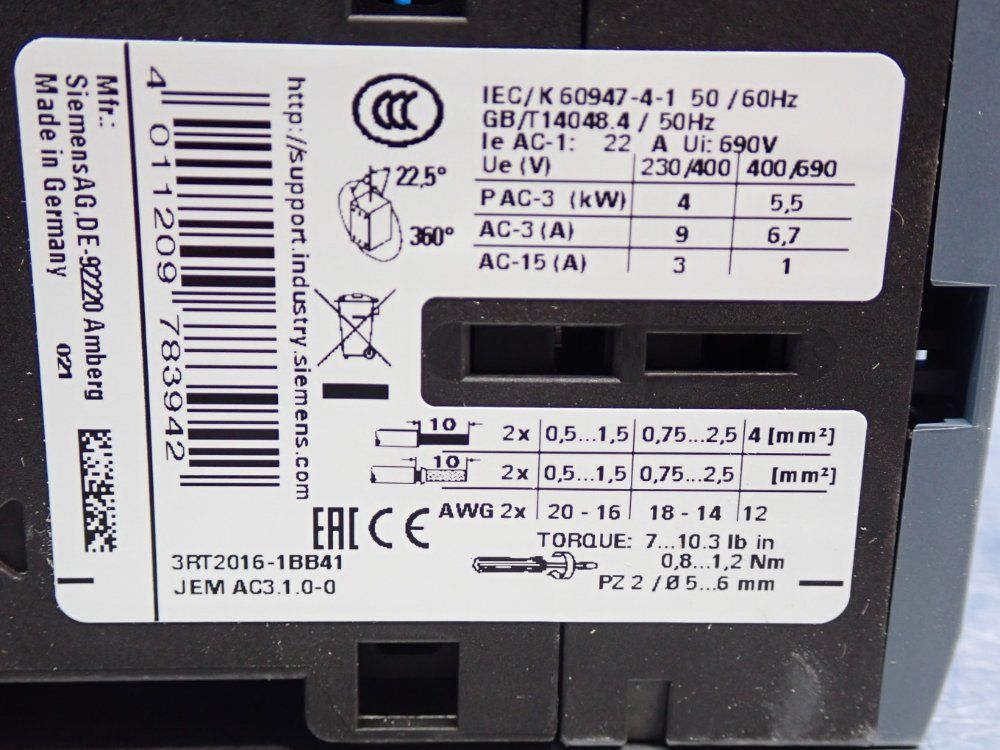 Mfr.:
Siemens AG, DE-92220 Amberg
Made in Germany
021
4 011209 783942
http://support.industry.siemens.com
CCC
22,5°
360°
IEC/K 60947-4-1 50 /60Hz
GB/T14048.4 / 50Hz
Ie AC-1: 22 A Ui: 690V
Ue (V) 230/400 400/690
P AC-3 (kW) 4 5,5
AC-3 (A) 9 6,7
AC-15 (A) 3 1
10 2x 0,5...1,5 0,75...2,5 4 [mm²]
10 2x 0,5...1,5 0,75...2,5 [mm²]
AWG 2x 20 - 16 18 - 14 12
EAC CE
TORQUE: 7...10.3 lb in
0,8...1,2 Nm
PZ 2 / Ø 5...6 mm
3RT2016-1BB41
JEM AC3.1.0-0